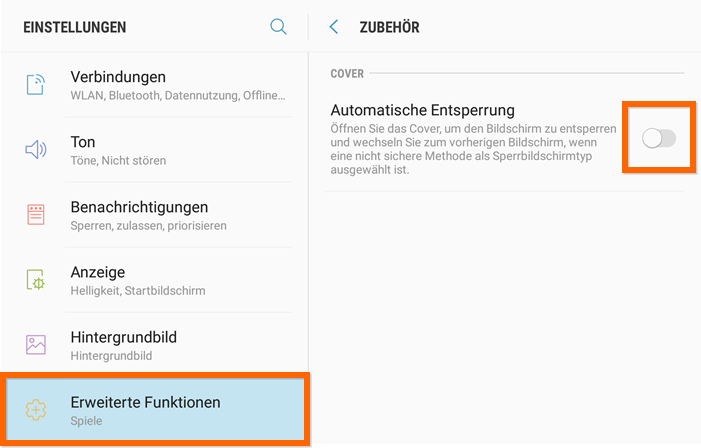 EINSTELLUNGEN
Verbindungen
WLAN, Bluetooth, Datennutzung, Offline...
Ton
Töne, Nicht stören
Benachrichtigungen
Sperren, zulassen, priorisieren
Anzeige
Helligkeit, Startbildschirm
Hintergrundbild
Hintergrundbild
Erweiterte Funktionen
Spiele
ZUBEHÖR
COVER
Automatische Entsperrung
Öffnen Sie das Cover, um den Bildschirm zu entsperren
und wechseln Sie zum vorherigen Bildschirm, wenn
eine nicht sichere Methode als Sperrbildschirmtyp
ausgewählt ist.